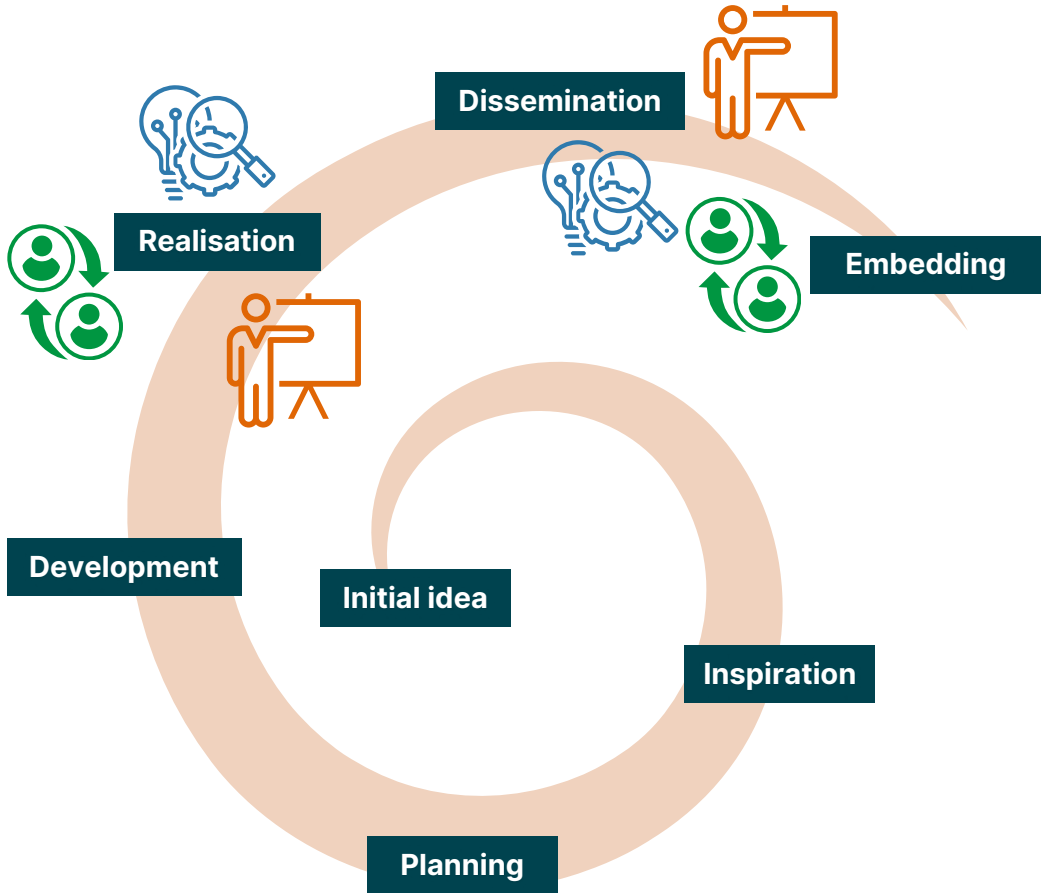 Dissemination
Realisation
Embedding
Development
Initial idea
Inspiration
Planning